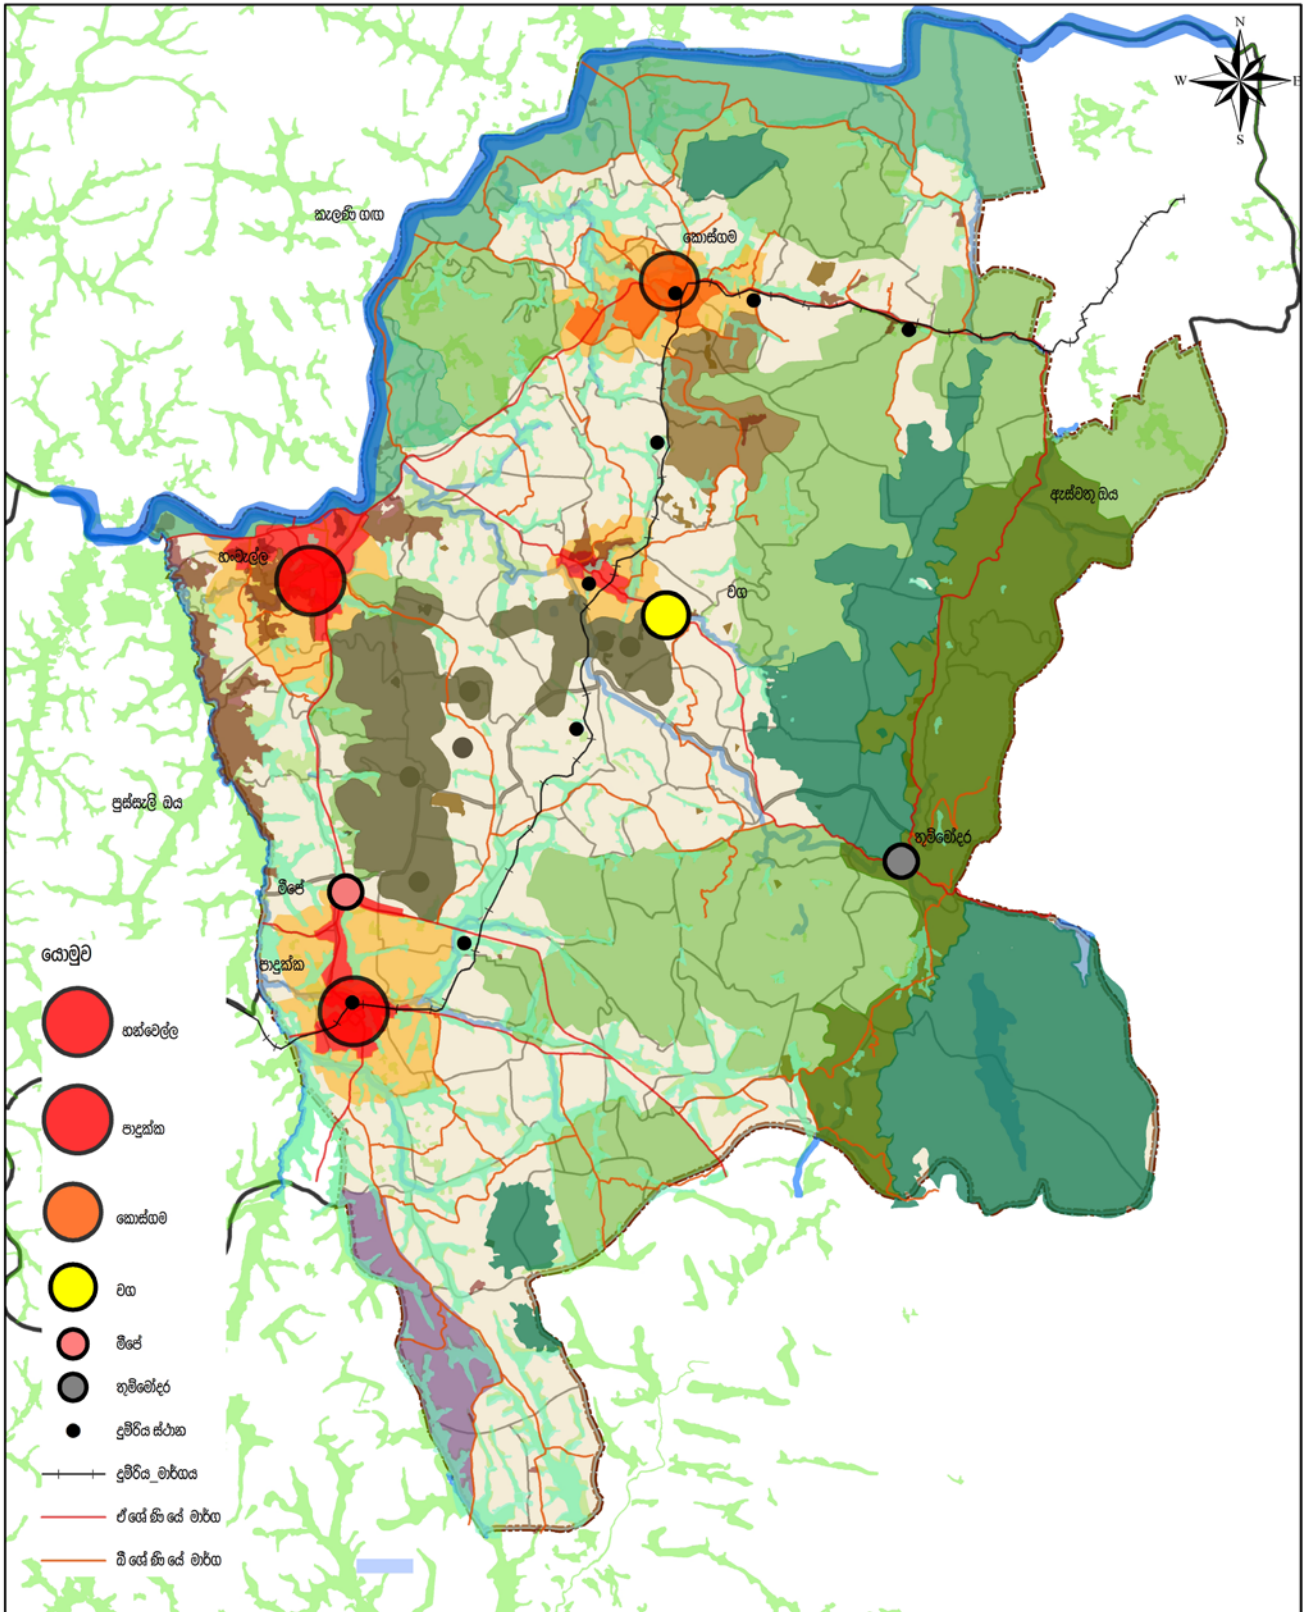 N
W
E
S
කැලණි ගඟ
කොස්ගම
ඇස්වතු ඔය
හංවැල්ල
වග
පුස්සැලි ඔය
තුම්මෝදර
මීපේ
පාදුක්ක
යොමුව
හන්වෙල්ල
පාදුක්ක
කොස්ගම
වග
මීපේ
තුම්මෝදර
දුම්රිය ස්ථාන
දුම්රිය_මාර්ගය
ඒ ශේණියේ මාර්ග
බී ශේණියේ මාර්ග